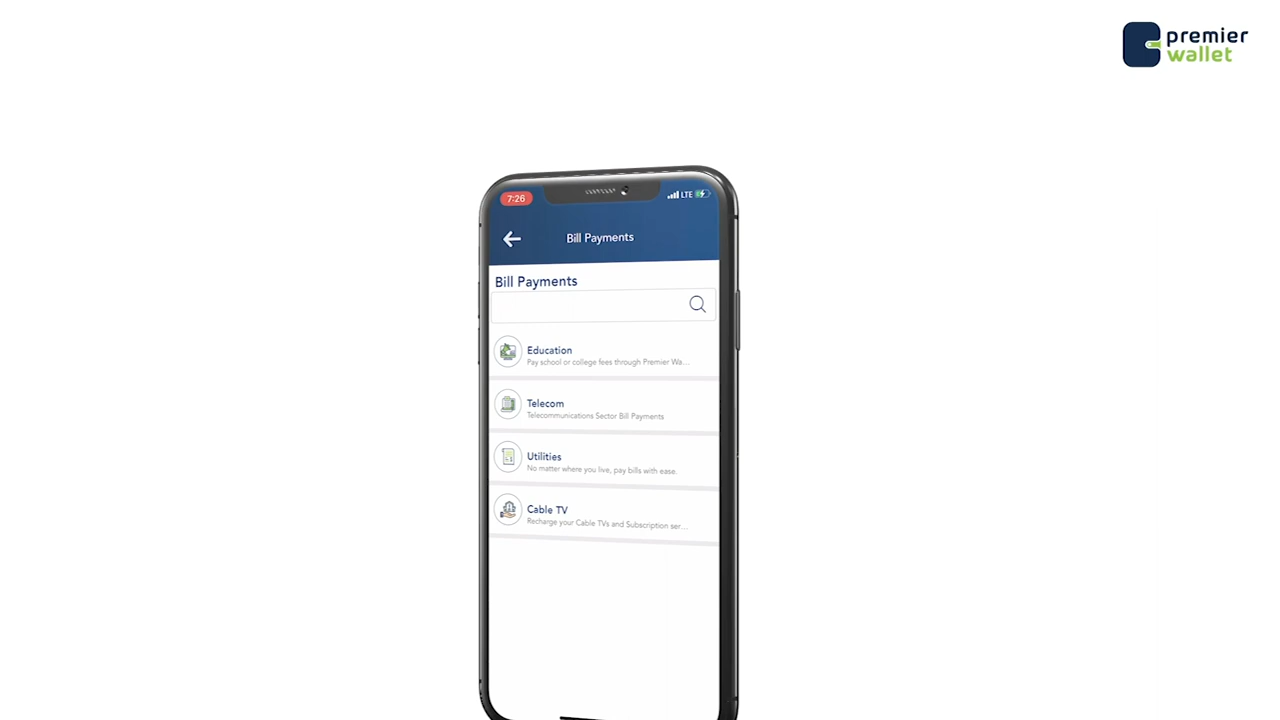 premier
wallet
7:26
LTE
Bill Payments
Bill Payments
Education
Pay school or college fees through Premier Wa...
Telecom
Telecommunications Sector Bill Payments
Utilities
No matter where you live, pay bills with ease.
Cable TV
Recharge your Cable TVs and Subscription ser...